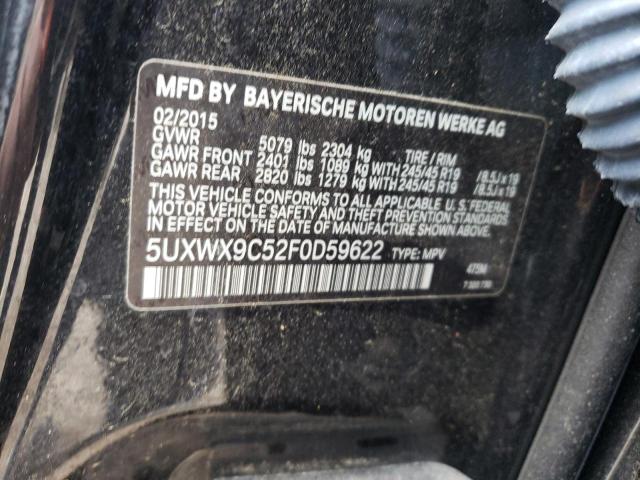 MFD BY BAYERISCHE MOTOREN WERKE AG
02/2015
GVWR 5079 lbs 2304 kg TIRE / RIM
GAWR FRONT 2401 lbs 1089 kg WITH 245/45 R19 / 8.5J x 19
GAWR REAR 2820 lbs 1279 kg WITH 245/45 R19 / 8.5J x 19
THIS VEHICLE CONFORMS TO ALL APPLICABLE U.S. FEDERAL
MOTOR VEHICLE SAFETY AND THEFT PREVENTION STANDARDS
IN EFFECT ON THE DATE OF MANUFACTURE SHOWN ABOVE.
5UXWX9C52F0D59622 TYPE: MPV